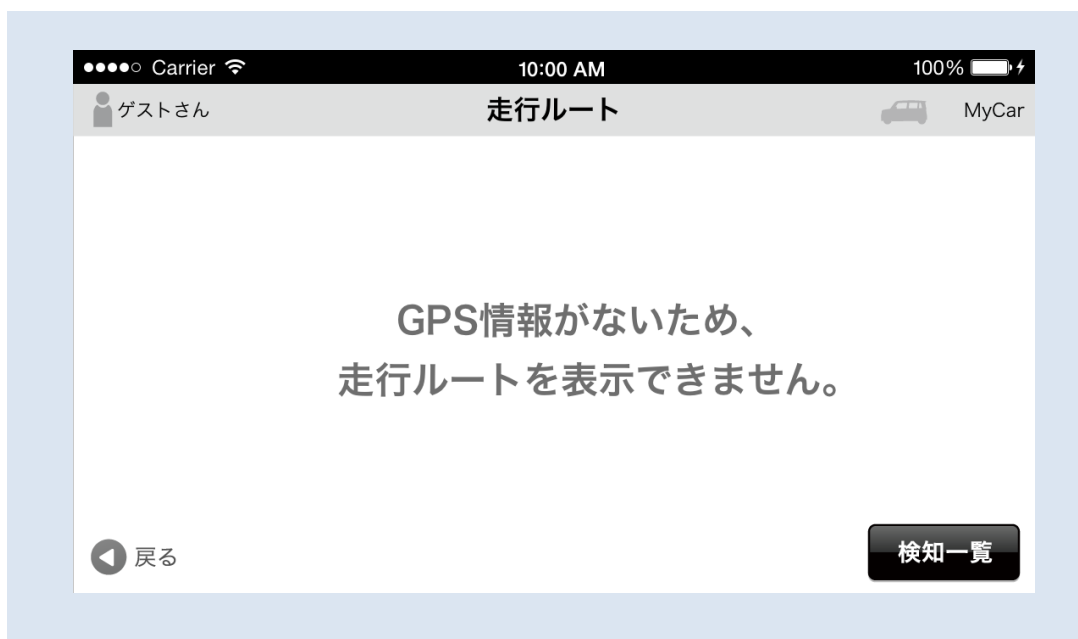 Carrier 10:00 AM 100%
ゲストさん 走行ルート MyCar
GPS情報がないため、
走行ルートを表示できません。
戻る 検知一覧